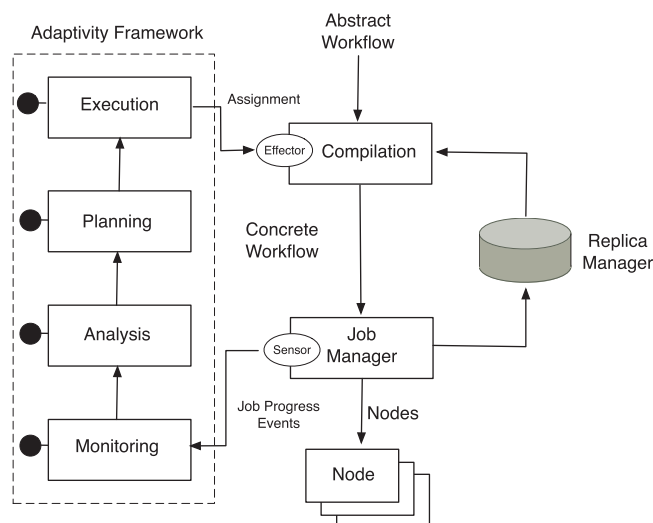 Adaptivity Framework
Abstract
Workflow
Execution
Assignment
Effector
Compilation
Planning
Concrete
Workflow
Replica
Manager
Analysis
Sensor
Job
Manager
Job Progress
Events
Nodes
Monitoring
Node